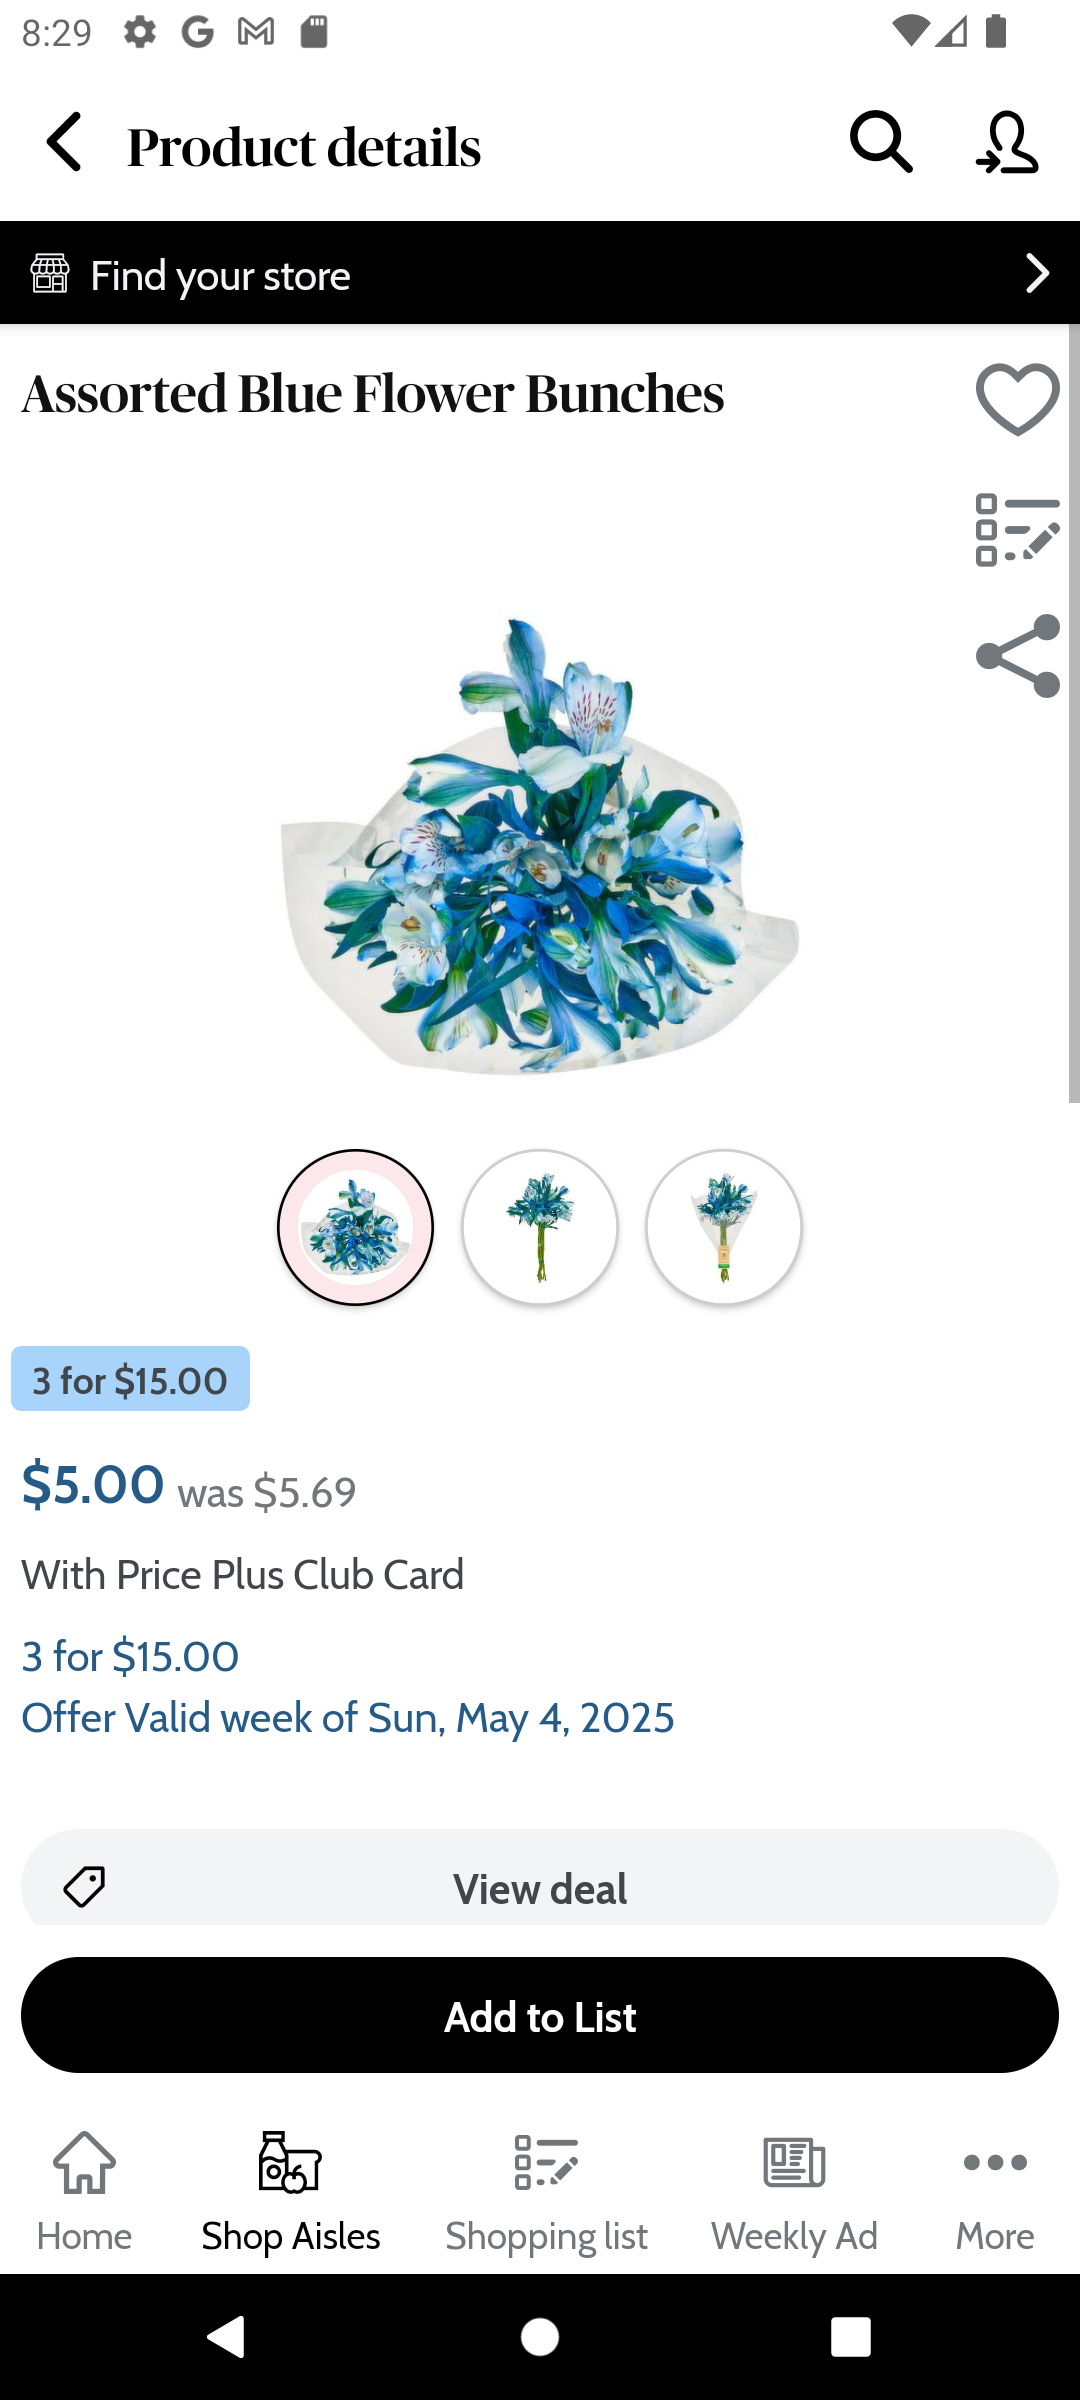 8:29
Product details
Find your store
Assorted Blue Flower Bunches
3 for $15.00
$5.00 was $5.69
With Price Plus Club Card
3 for $15.00
Offer Valid week of Sun, May 4, 2025
View deal
Add to List
Home Shop Aisles Shopping list Weekly Ad More